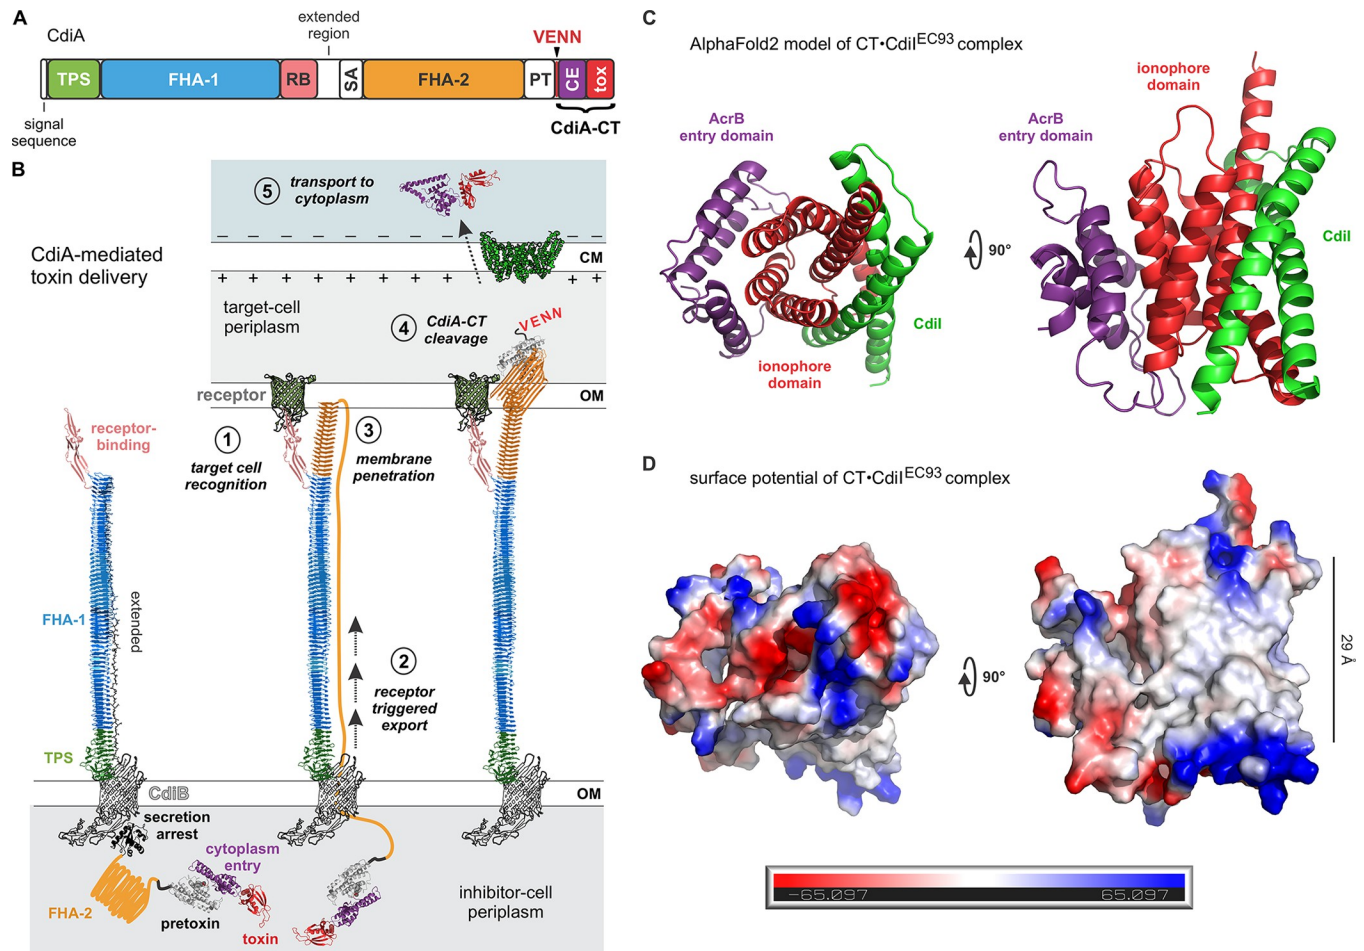 A
CdiA
extended
region
VENN
TPS
FHA-1
RB
SA
FHA-2
PT
CE
tox
signal
sequence
CdiA-CT
B
CdiA-mediated
toxin delivery
5
transport to
cytoplasm
– – – – – – – – – – – –
CM
+ + + + + + + + + + + + +
target-cell
periplasm
4
CdiA-CT
cleavage
VENN
receptor
OM
receptor-
binding
1
target cell
recognition
3
membrane
penetration
FHA-1
extended
2
receptor
triggered
export
TPS
CdiB
OM
secretion
arrest
cytoplasm
entry
FHA-2
pretoxin
toxin
inhibitor-cell
periplasm
C
AlphaFold2 model of CT•CdiI^EC93 complex
AcrB
entry domain
ionophore
domain
CdiI
90°
AcrB
entry domain
ionophore
domain
CdiI
D
surface potential of CT•CdiI^EC93 complex
90°
29 Å
-65.097
65.097